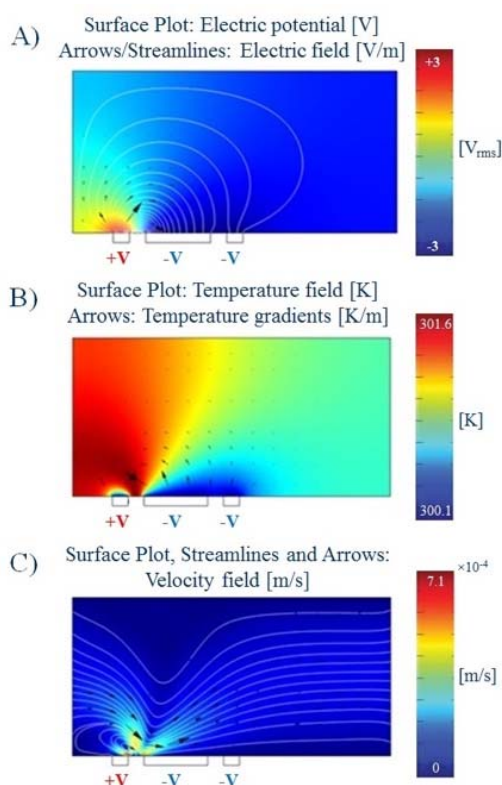 A)
Surface Plot: Electric potential [V]
Arrows/Streamlines: Electric field [V/m]
+3
[Vrms]
-3
+V -V -V
B)
Surface Plot: Temperature field [K]
Arrows: Temperature gradients [K/m]
301.6
[K]
300.1
+V -V -V
C)
Surface Plot, Streamlines and Arrows:
Velocity field [m/s]
×10-4
7.1
[m/s]
0
+V -V -V